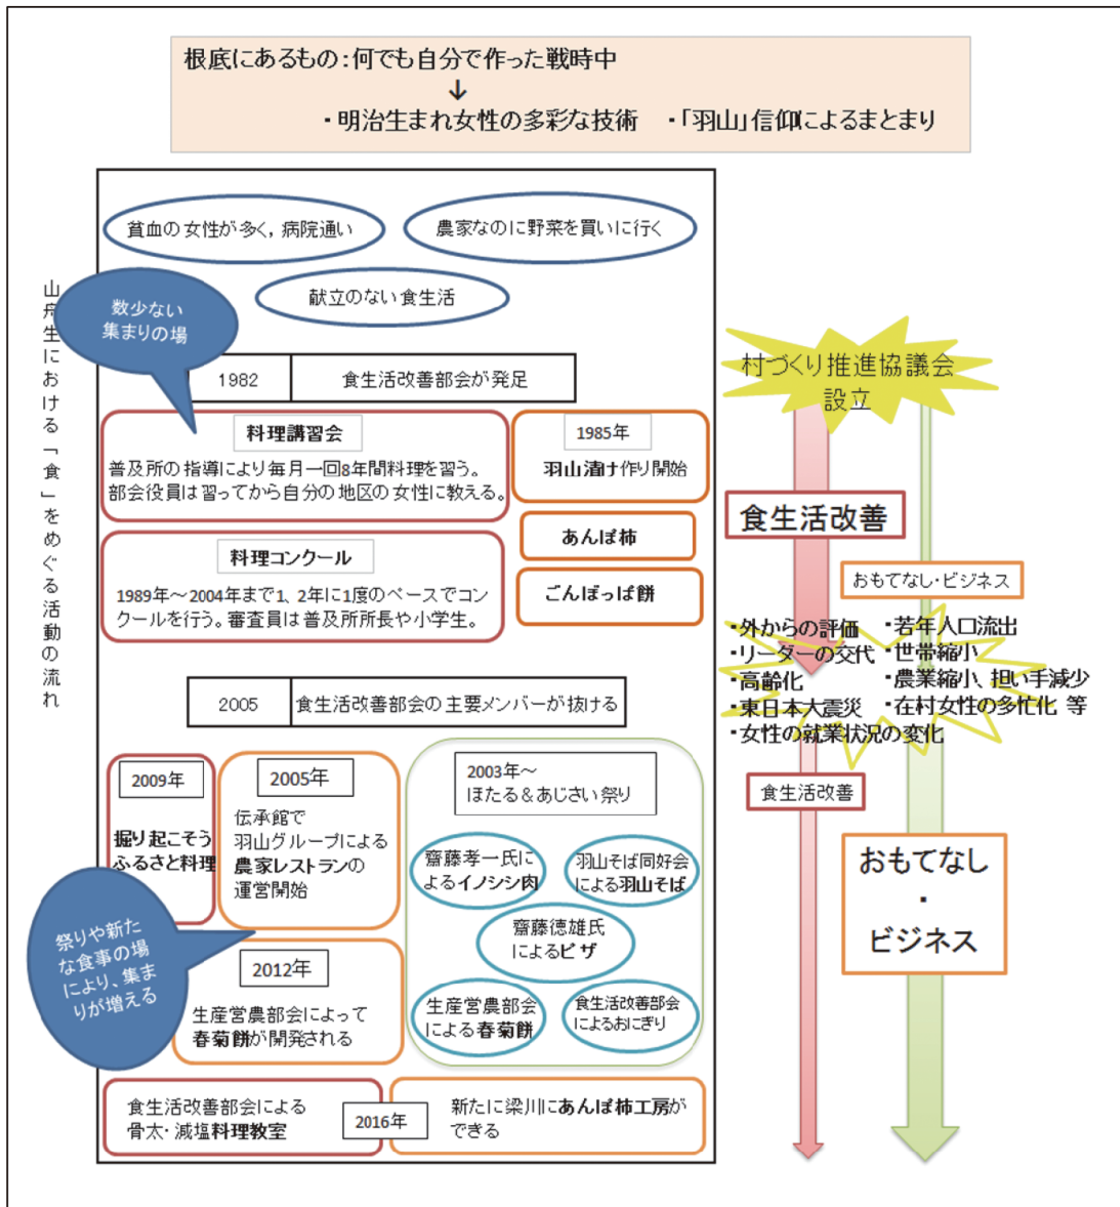 根底にあるもの：何でも自分で作った戦時中
↓
・明治生まれ女性の多彩な技術　・「羽山」信仰によるまとまり
山舟生における「食」をめぐる活動の流れ
貧血の女性が多く，病院通い
農家なのに野菜を買いに行く
献立のない食生活
数少ない
集まりの場
1982
食生活改善部会が発足
料理講習会
普及所の指導により毎月一回8年間料理を習う。
部会役員は習ってから自分の地区の女性に教える。
1985年
羽山漬け作り開始
あんぽ柿
ごんぼっぱ餅
料理コンクール
1989年～2004年まで1、2年に1度のペースでコン
クールを行う。審査員は普及所所長や小学生。
2005
食生活改善部会の主要メンバーが抜ける
2009年
掘り起こそう
ふるさと料理
2005年
伝承館で
羽山グループによる
農家レストランの
運営開始
2003年～
ほたる＆あじさい祭り
齋藤孝一氏に
よるイノシシ肉
羽山そば同好会
による羽山そば
齋藤徳雄氏
によるピザ
生産営農部会
による春菊餅
食生活改善部会
によるおにぎり
祭りや新た
な食事の場
により、集ま
りが増える
2012年
生産営農部会によって
春菊餅が開発される
食生活改善部会による
骨太・減塩料理教室
2016年
新たに梁川にあんぽ柿工房が
できる
村づくり推進協議会
設立
食生活改善
おもてなし・ビジネス
・外からの評価
・リーダーの交代
・高齢化
・東日本大震災
・女性の就業状況の変化
・若年人口流出
・世帯縮小
・農業縮小、担い手減少
・在村女性の多忙化 等
食生活改善
おもてなし
・
ビジネス